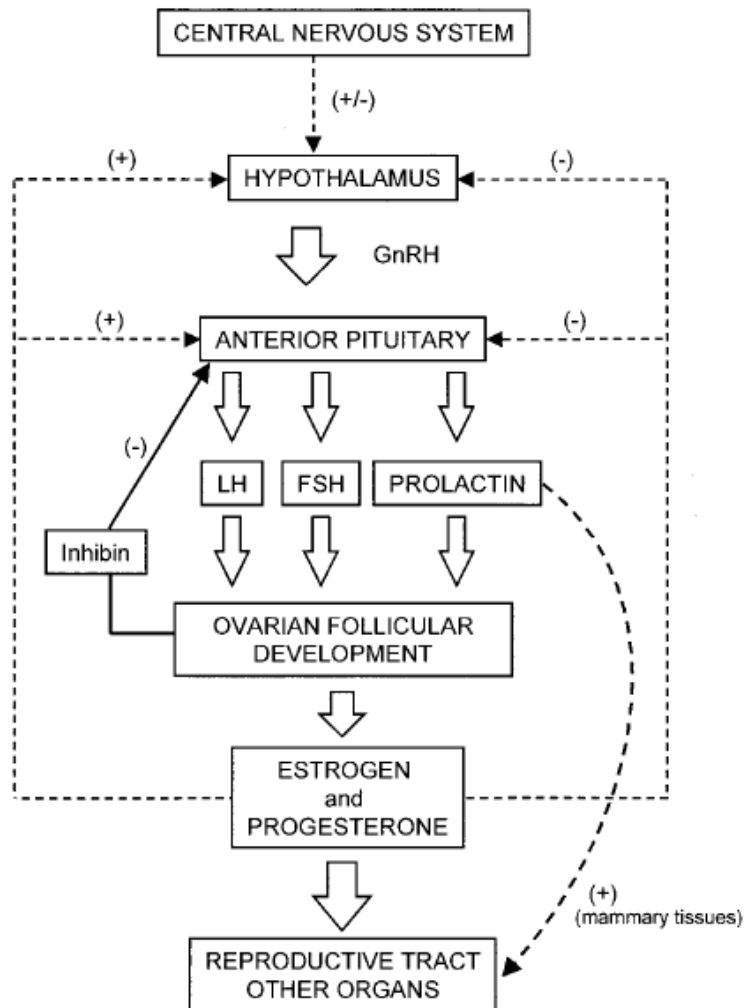 CENTRAL NERVOUS SYSTEM
(+/-)
(+)
(-)
HYPOTHALAMUS
GnRH
(+)
(-)
ANTERIOR PITUITARY
(-)
LH
FSH
PROLACTIN
Inhibin
OVARIAN FOLLICULAR
DEVELOPMENT
ESTROGEN
and
PROGESTERONE
(+)
(mammary tissues)
REPRODUCTIVE TRACT
OTHER ORGANS